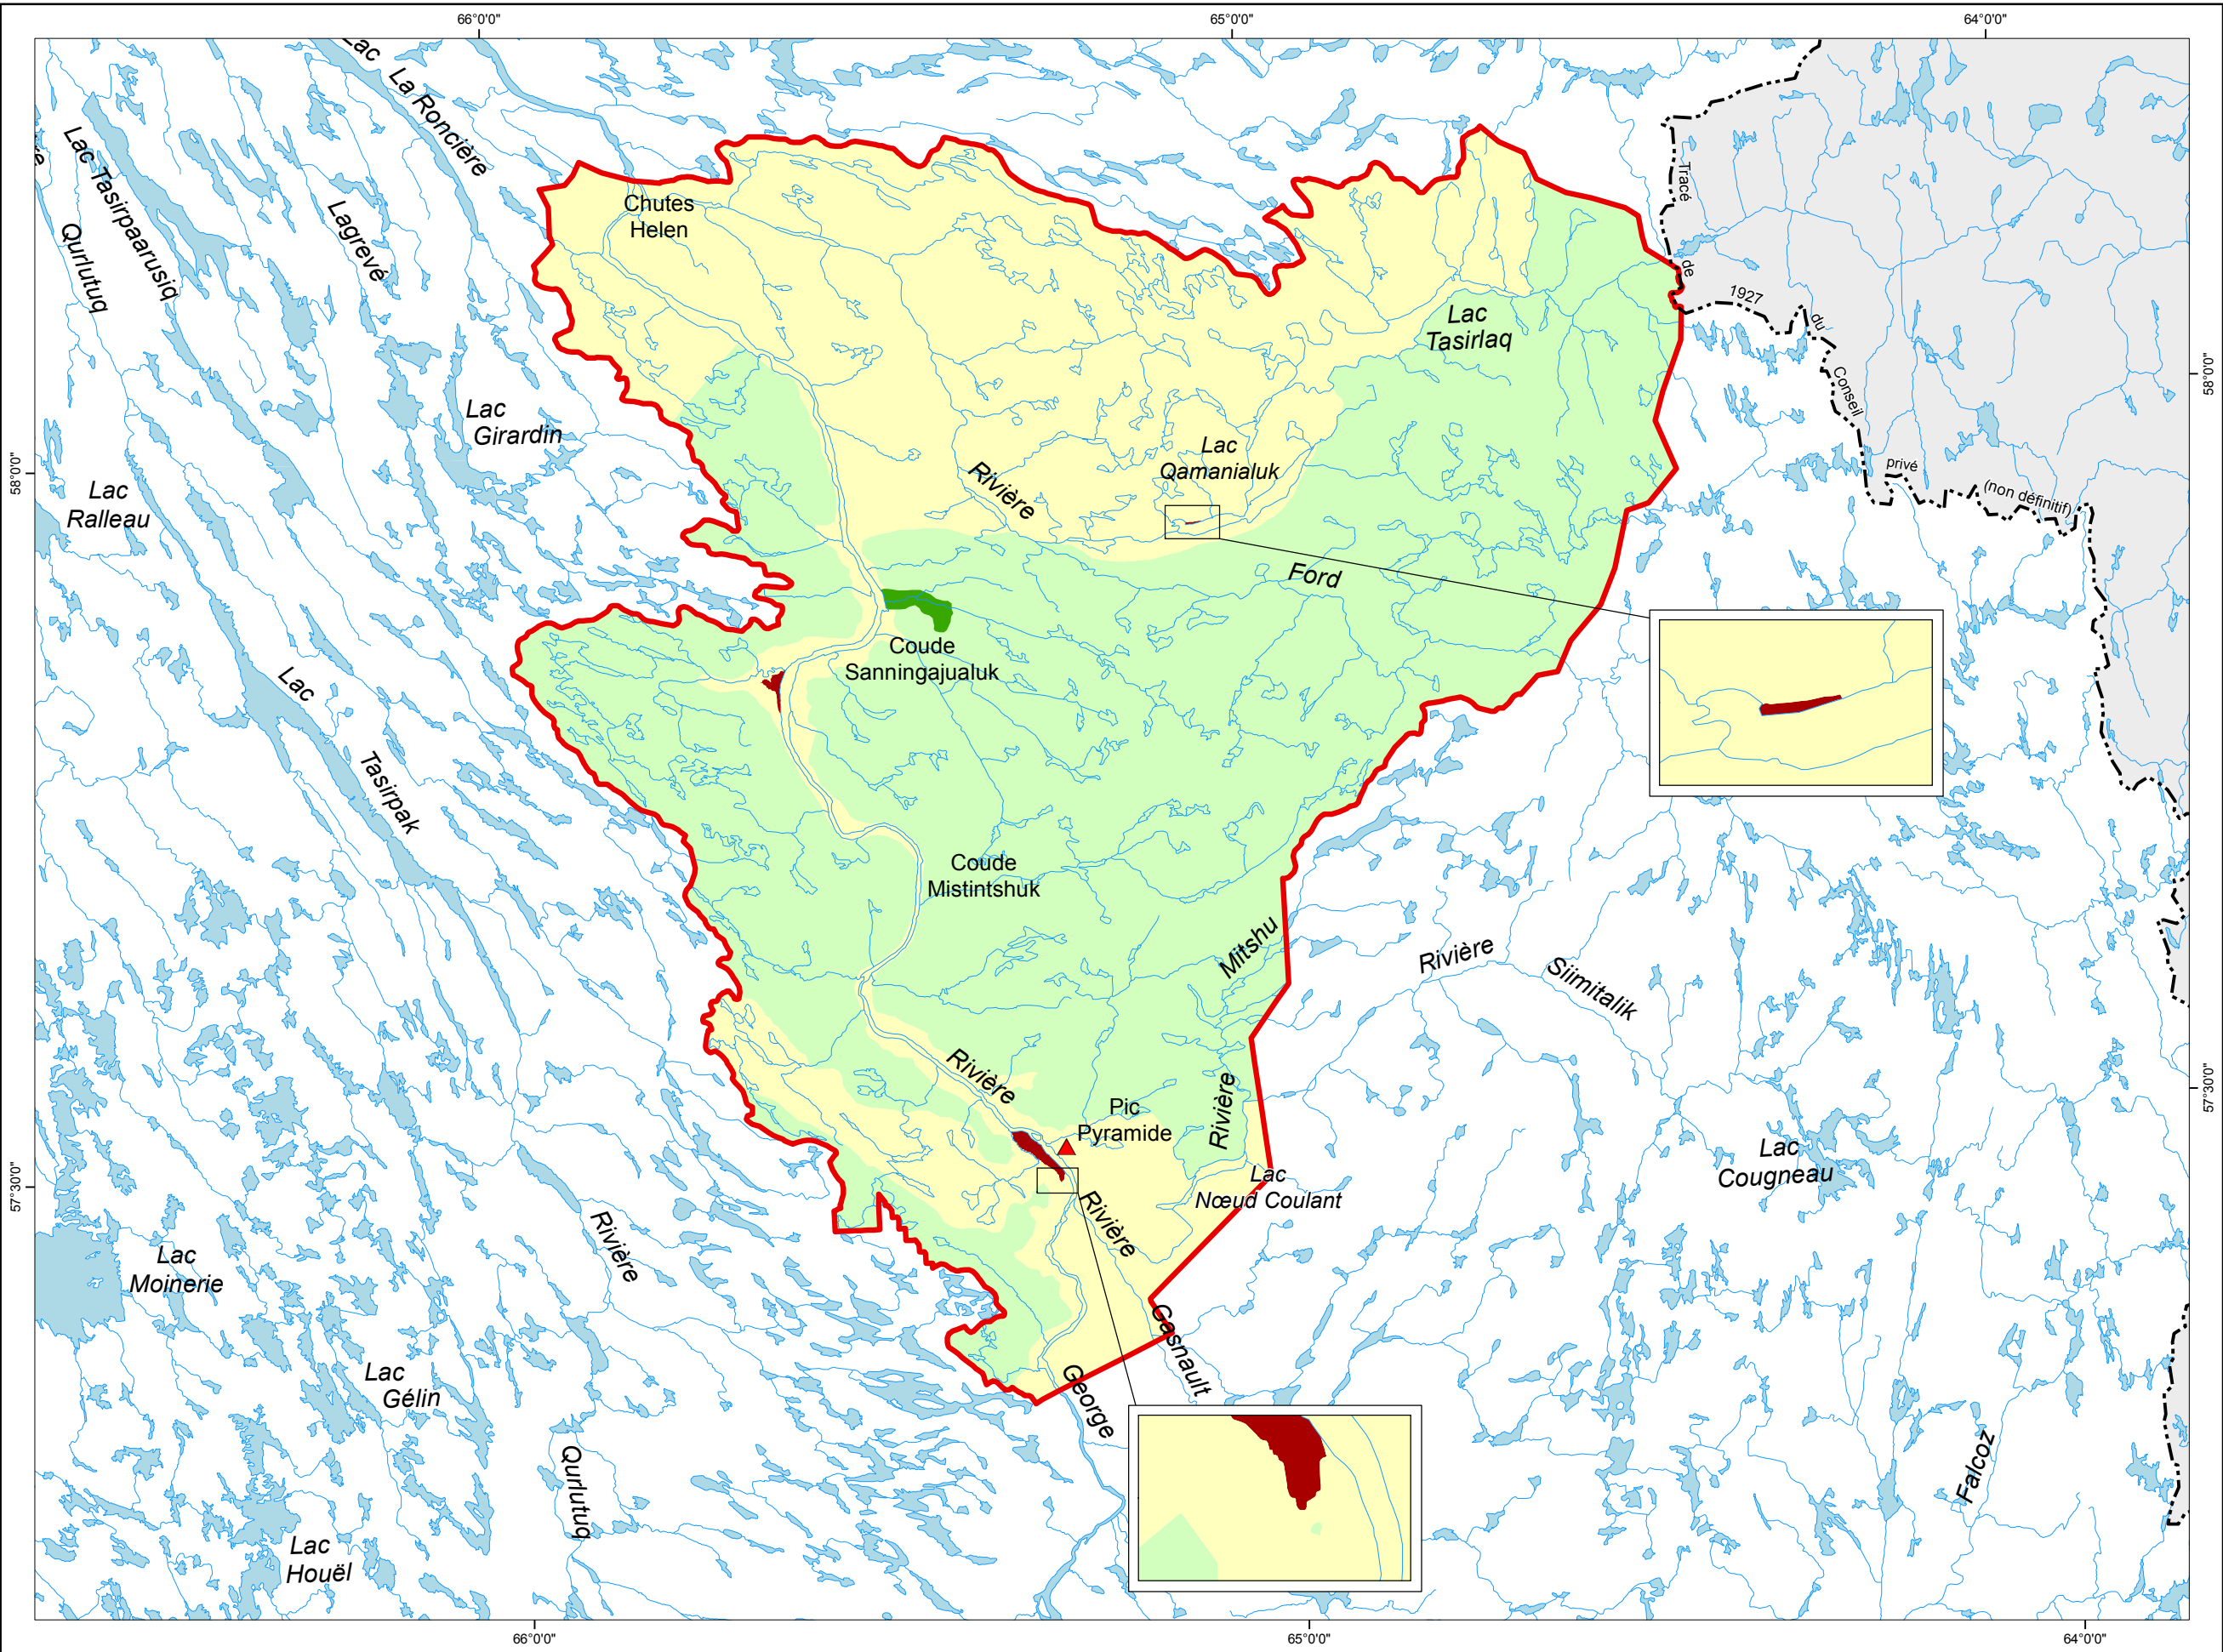 66°0'0"
65°0'0"
64°0'0"
Lac
La Roncière
Lac Tasirpaarusiq
Qurlutuq
Lagrevé
Chutes
Helen
Tracé
de
1927
du
Conseil
privé
(non définitif)
Lac
Tasirlaq
58°0'0"
58°0'0"
Lac
Girardin
Lac
Qamanialuk
Rivière
Ford
Lac
Ralleau
Coude
Sanningajualuk
Lac
Tasirpak
Coude
Mistintshuk
Mitshu
Rivière
Rivière
Siimitalik
Rivière
Pic
Pyramide
57°30'0"
57°30'0"
Lac
Nœud Coulant
Lac
Cougneau
Rivière
Casnault
Rivière
Qurlutuq
Lac
Moinerie
Lac
Gélin
George
Falcoz
Lac
Houël
66°0'0"
65°0'0"
64°0'0"